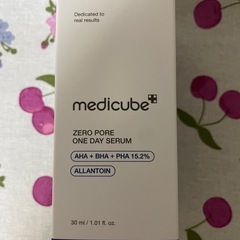 Dedicated to
real results
medicube
ZERO PORE
ONE DAY SERUM
AHA + BHA + PHA 15.2%
ALLANTOIN
30 ml / 1.01 fl. oz.